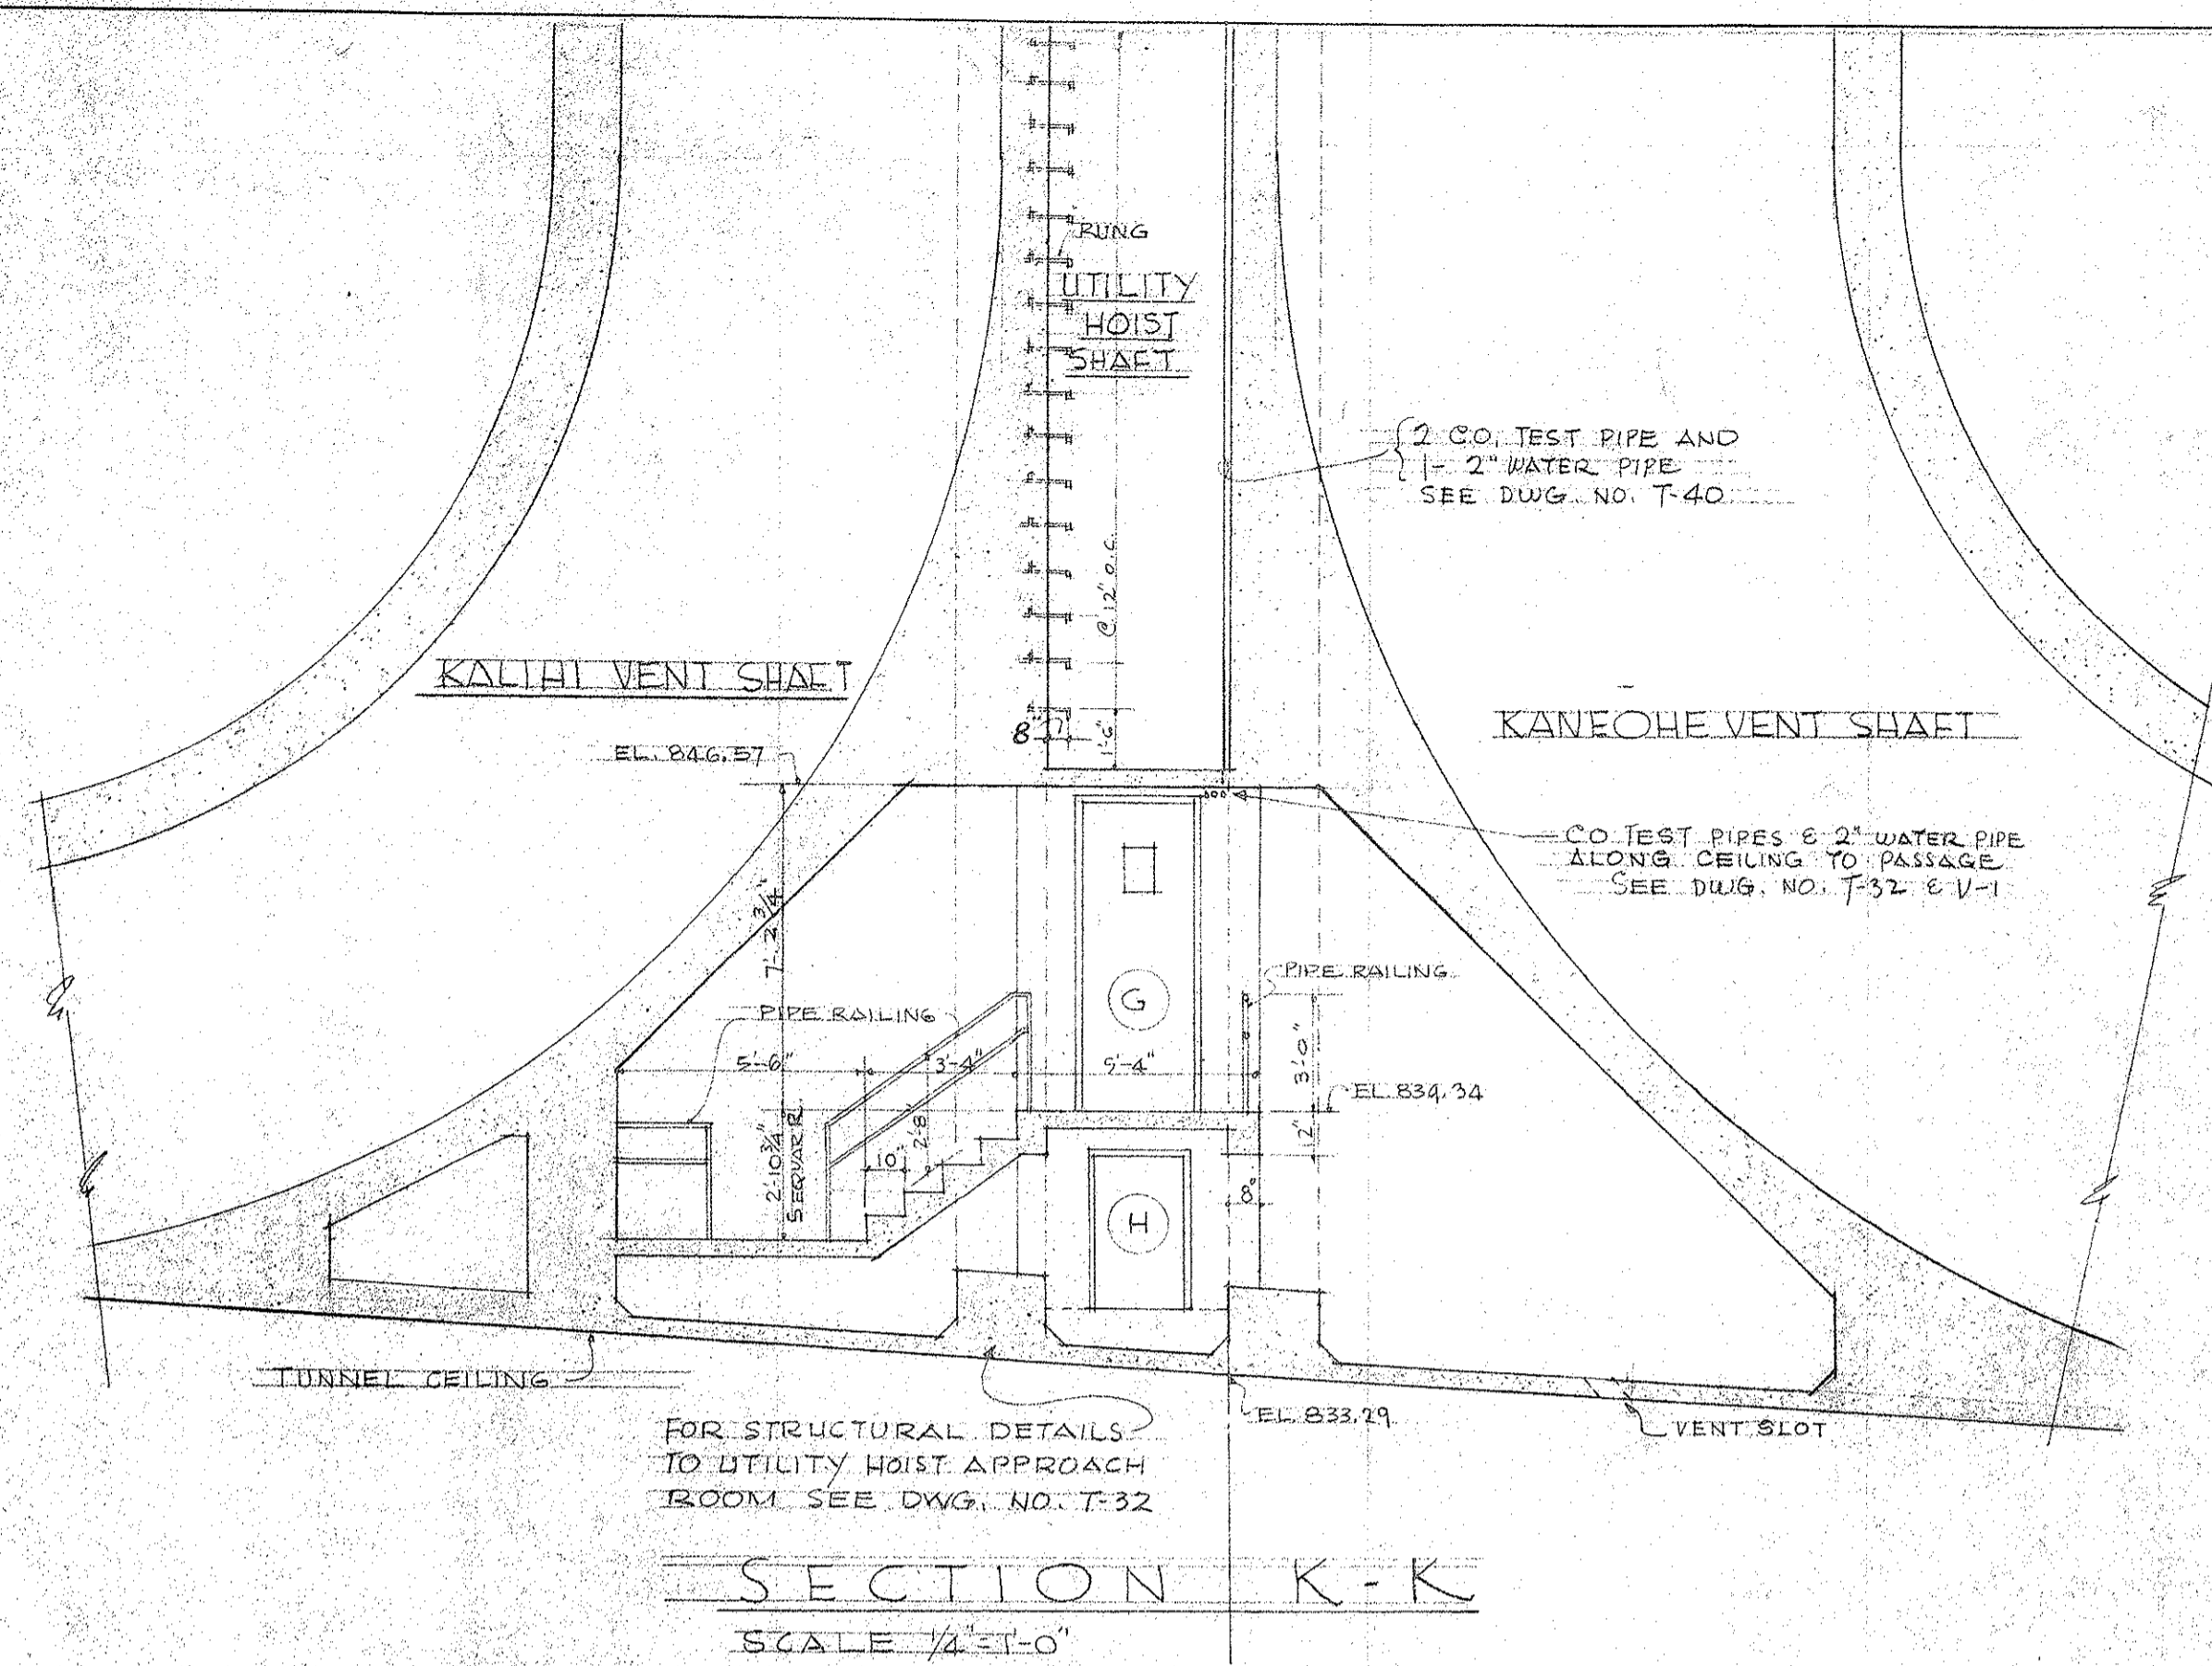 RUNG
UTILITY
HOIST
SHAFT
2 C.O. TEST PIPE AND
1- 2" WATER PIPE
SEE DWG. NO. T-40
@ 12" O.C.
KALIHI VENT SHAFT
KANEOHE VENT SHAFT
8" 7"
1'-6"
EL. 846.57
CO TEST PIPES & 2" WATER PIPE
ALONG CEILING TO PASSAGE
SEE DWG. NO. T-32 & V-1
7'-2 3/4"
PIPE RAILING
G
PIPE RAILING
5'-6"
3'-4"
5'-4"
3'-0"
EL. 839.34
2'-10 3/4"
5 EQUAR R.
10
2'-8"
12"
8"
H
TUNNEL CEILING
EL. 833.29
VENT SLOT
FOR STRUCTURAL DETAILS
TO UTILITY HOIST APPROACH
ROOM SEE DWG. NO. T-32
SECTION K-K
SCALE 1/4"=1'-0"